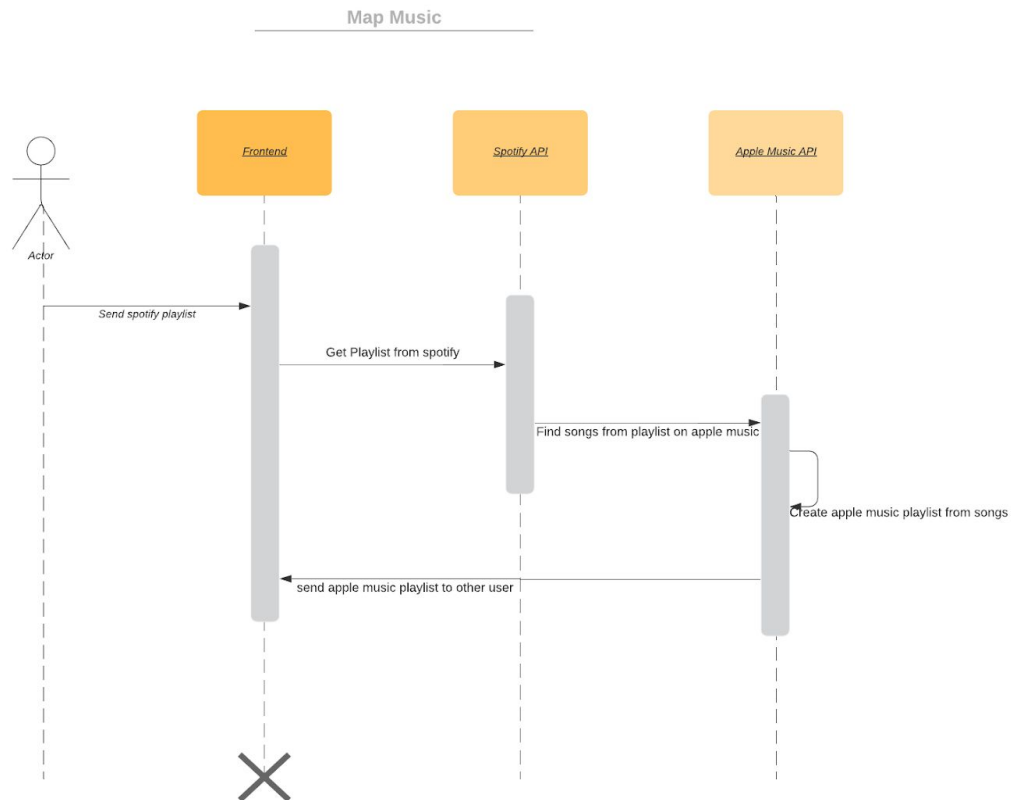 Map Music
Frontend
Spotify API
Apple Music API
Actor
Send spotify playlist
Get Playlist from spotify
Find songs from playlist on apple music
Create apple music playlist from songs
send apple music playlist to other user